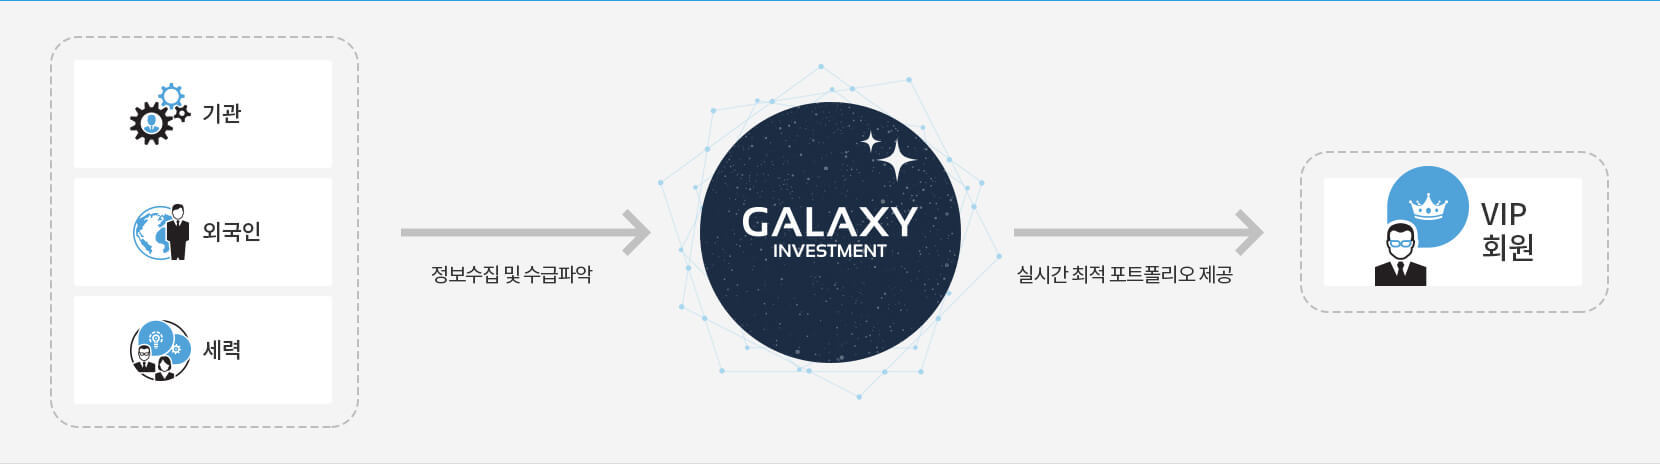 기관
외국인
세력
정보수집 및 수급파악
GALAXY
INVESTMENT
실시간 최적 포트폴리오 제공
VIP
회원